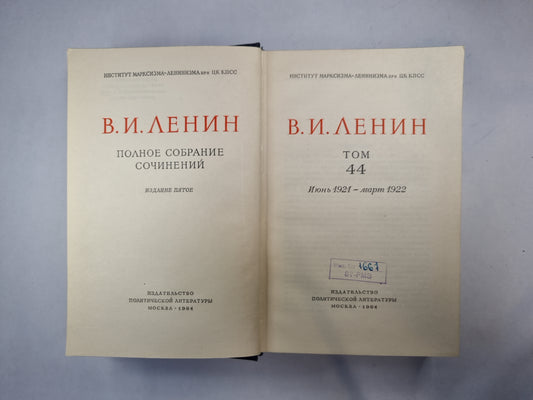 ИНСТИТУТ МАРКСИЗМА-ЛЕНИНИЗМА при ЦК КПСС
В. И. ЛЕНИН
ПОЛНОЕ СОБРАНИЕ
СОЧИНЕНИЙ
ИЗДАНИЕ ПЯТОЕ
ИЗДАТЕЛЬСТВО
ПОЛИТИЧЕСКОЙ ЛИТЕРАТУРЫ
МОСКВА · 1964
ИНСТИТУТ МАРКСИЗМА-ЛЕНИНИЗМА при ЦК КПСС
В. И. ЛЕНИН
ТОМ
44
Июнь 1921 – март 1922
1667
ИЗДАТЕЛЬСТВО
ПОЛИТИЧЕСКОЙ ЛИТЕРАТУРЫ
МОСКВА · 1964